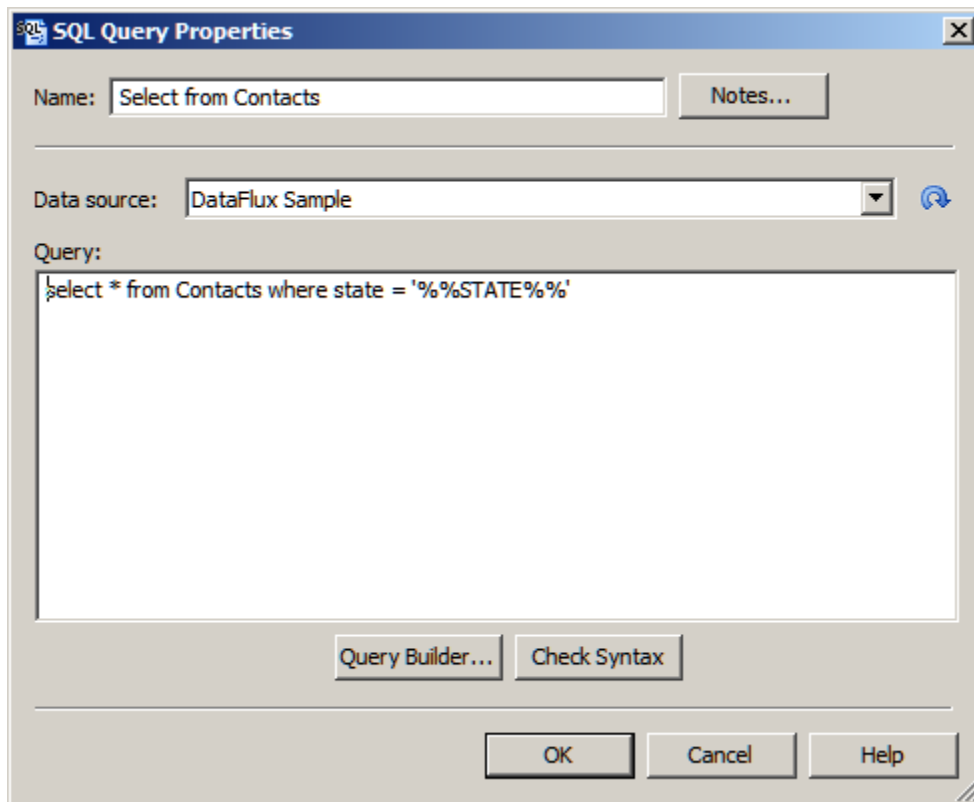 SQL Query Properties
Name: Select from Contacts Notes...
Data source: DataFlux Sample
Query:
select * from Contacts where state = '%%STATE%%'
Query Builder... Check Syntax
OK Cancel Help